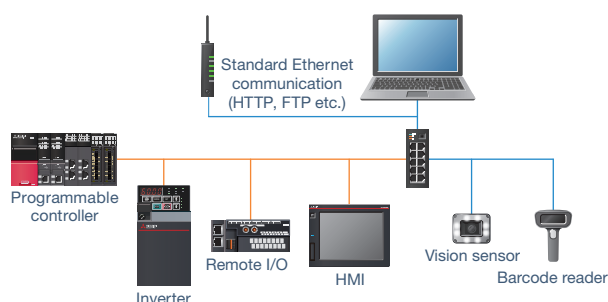 Standard Ethernet
communication
(HTTP, FTP etc.)
Programmable
controller
Inverter
Remote I/O
HMI
Vision sensor
Barcode reader